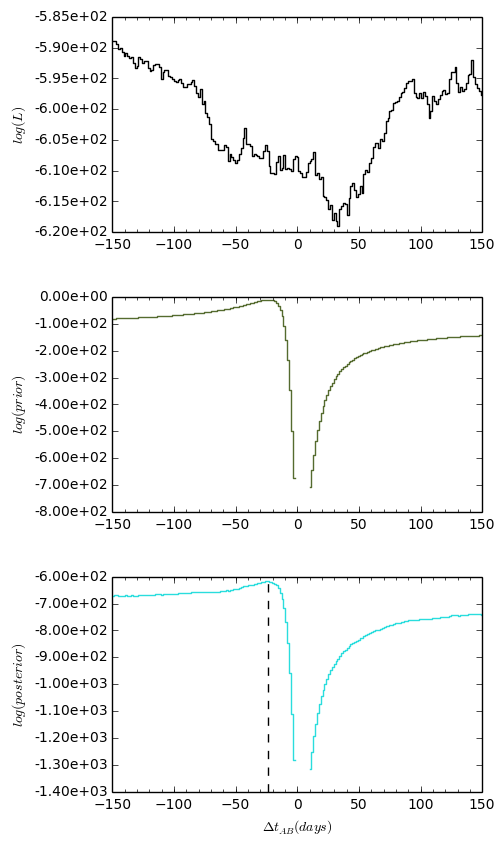 -5.85e+02
-5.90e+02
-5.95e+02
-6.00e+02
-6.05e+02
-6.10e+02
-6.15e+02
-6.20e+02
log(L)
−150 −100 −50 0 50 100 150
0.00e+00
-1.00e+02
-2.00e+02
-3.00e+02
-4.00e+02
-5.00e+02
-6.00e+02
-7.00e+02
-8.00e+02
log(prior)
−150 −100 −50 0 50 100 150
-6.00e+02
-7.00e+02
-8.00e+02
-9.00e+02
-1.00e+03
-1.10e+03
-1.20e+03
-1.30e+03
-1.40e+03
log(posterior)
−150 −100 −50 0 50 100 150
Δt_AB(days)